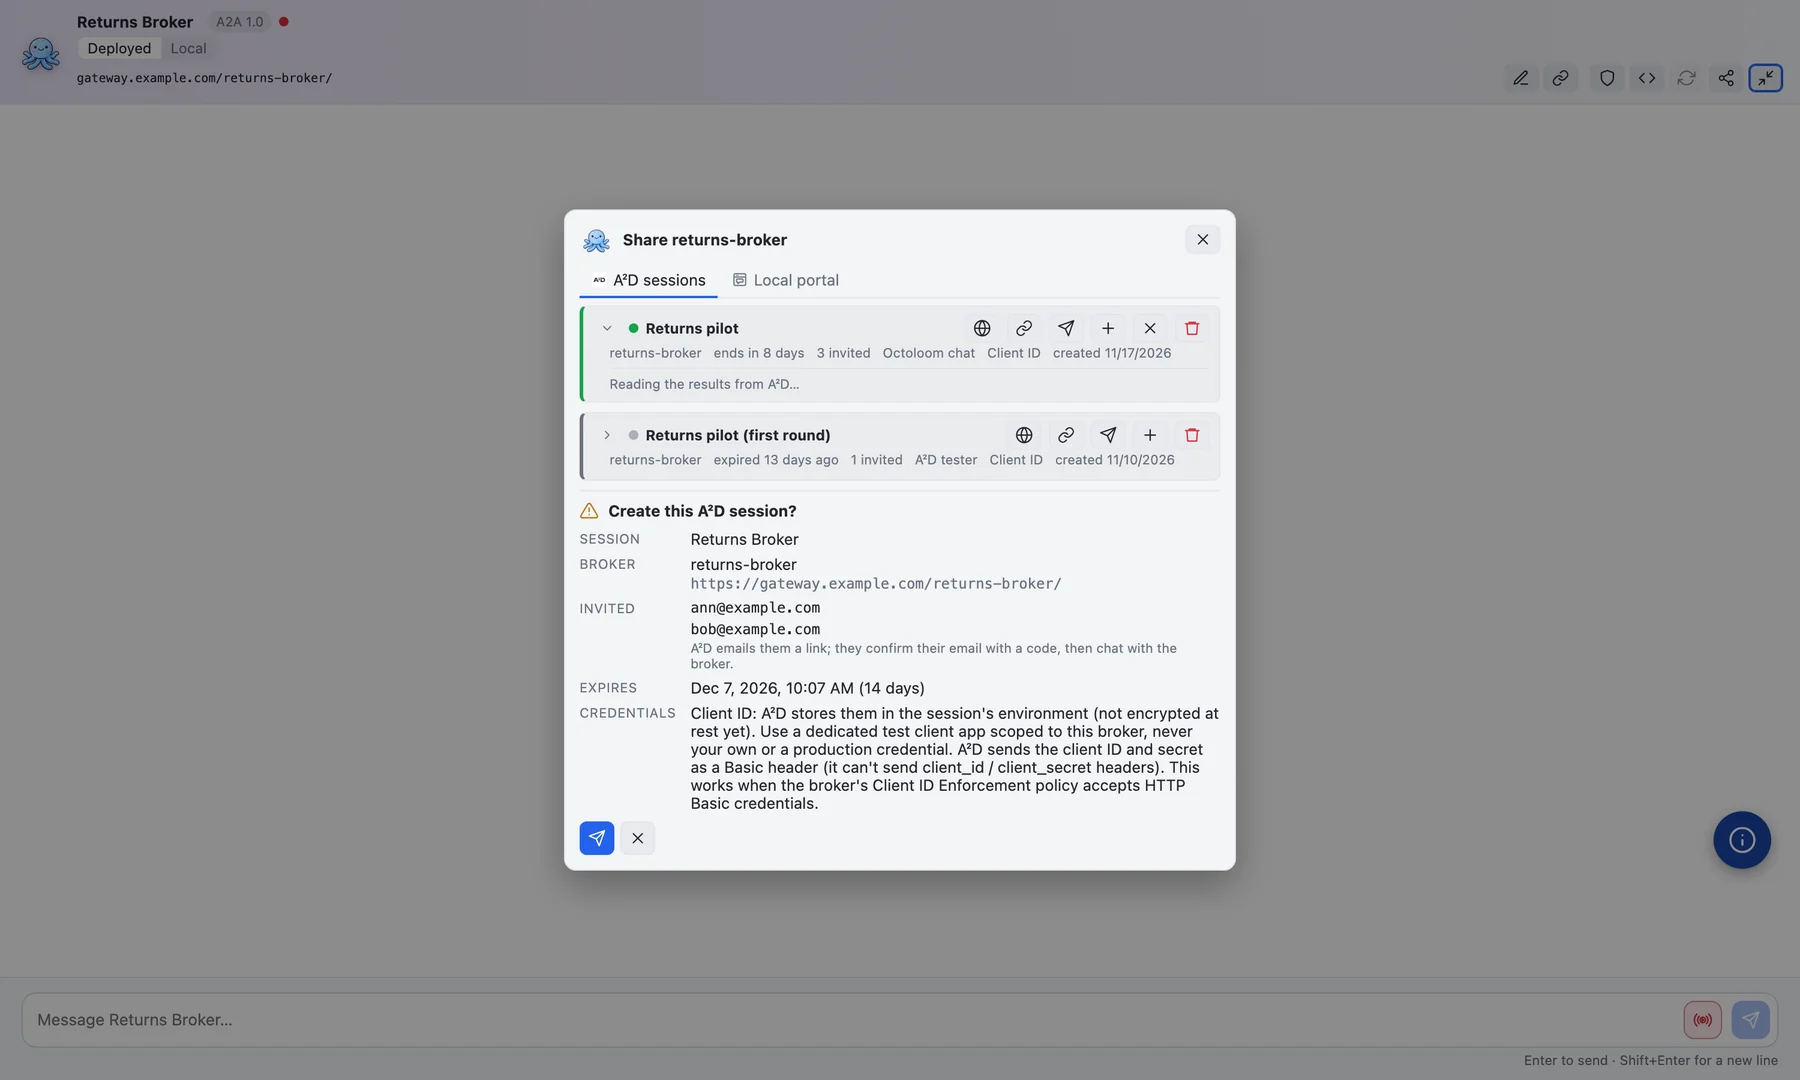 Returns Broker A2A 1.0
Deployed Local
gateway.example.com/returns-broker/
Share returns-broker
A²D A²D sessions Local portal
Returns pilot
returns-broker ends in 8 days 3 invited Octoloom chat Client ID created 11/17/2026
Reading the results from A²D...
Returns pilot (first round)
returns-broker expired 13 days ago 1 invited A²D tester Client ID created 11/10/2026
Create this A²D session?
SESSION Returns Broker
BROKER returns-broker
https://gateway.example.com/returns-broker/
INVITED ann@example.com
bob@example.com
A²D emails them a link; they confirm their email with a code, then chat with the
broker.
EXPIRES Dec 7, 2026, 10:07 AM (14 days)
CREDENTIALS Client ID: A²D stores them in the session's environment (not encrypted at
rest yet). Use a dedicated test client app scoped to this broker, never
your own or a production credential. A²D sends the client ID and secret
as a Basic header (it can't send client_id / client_secret headers). This
works when the broker's Client ID Enforcement policy accepts HTTP
Basic credentials.
Message Returns Broker...
Enter to send · Shift+Enter for a new line